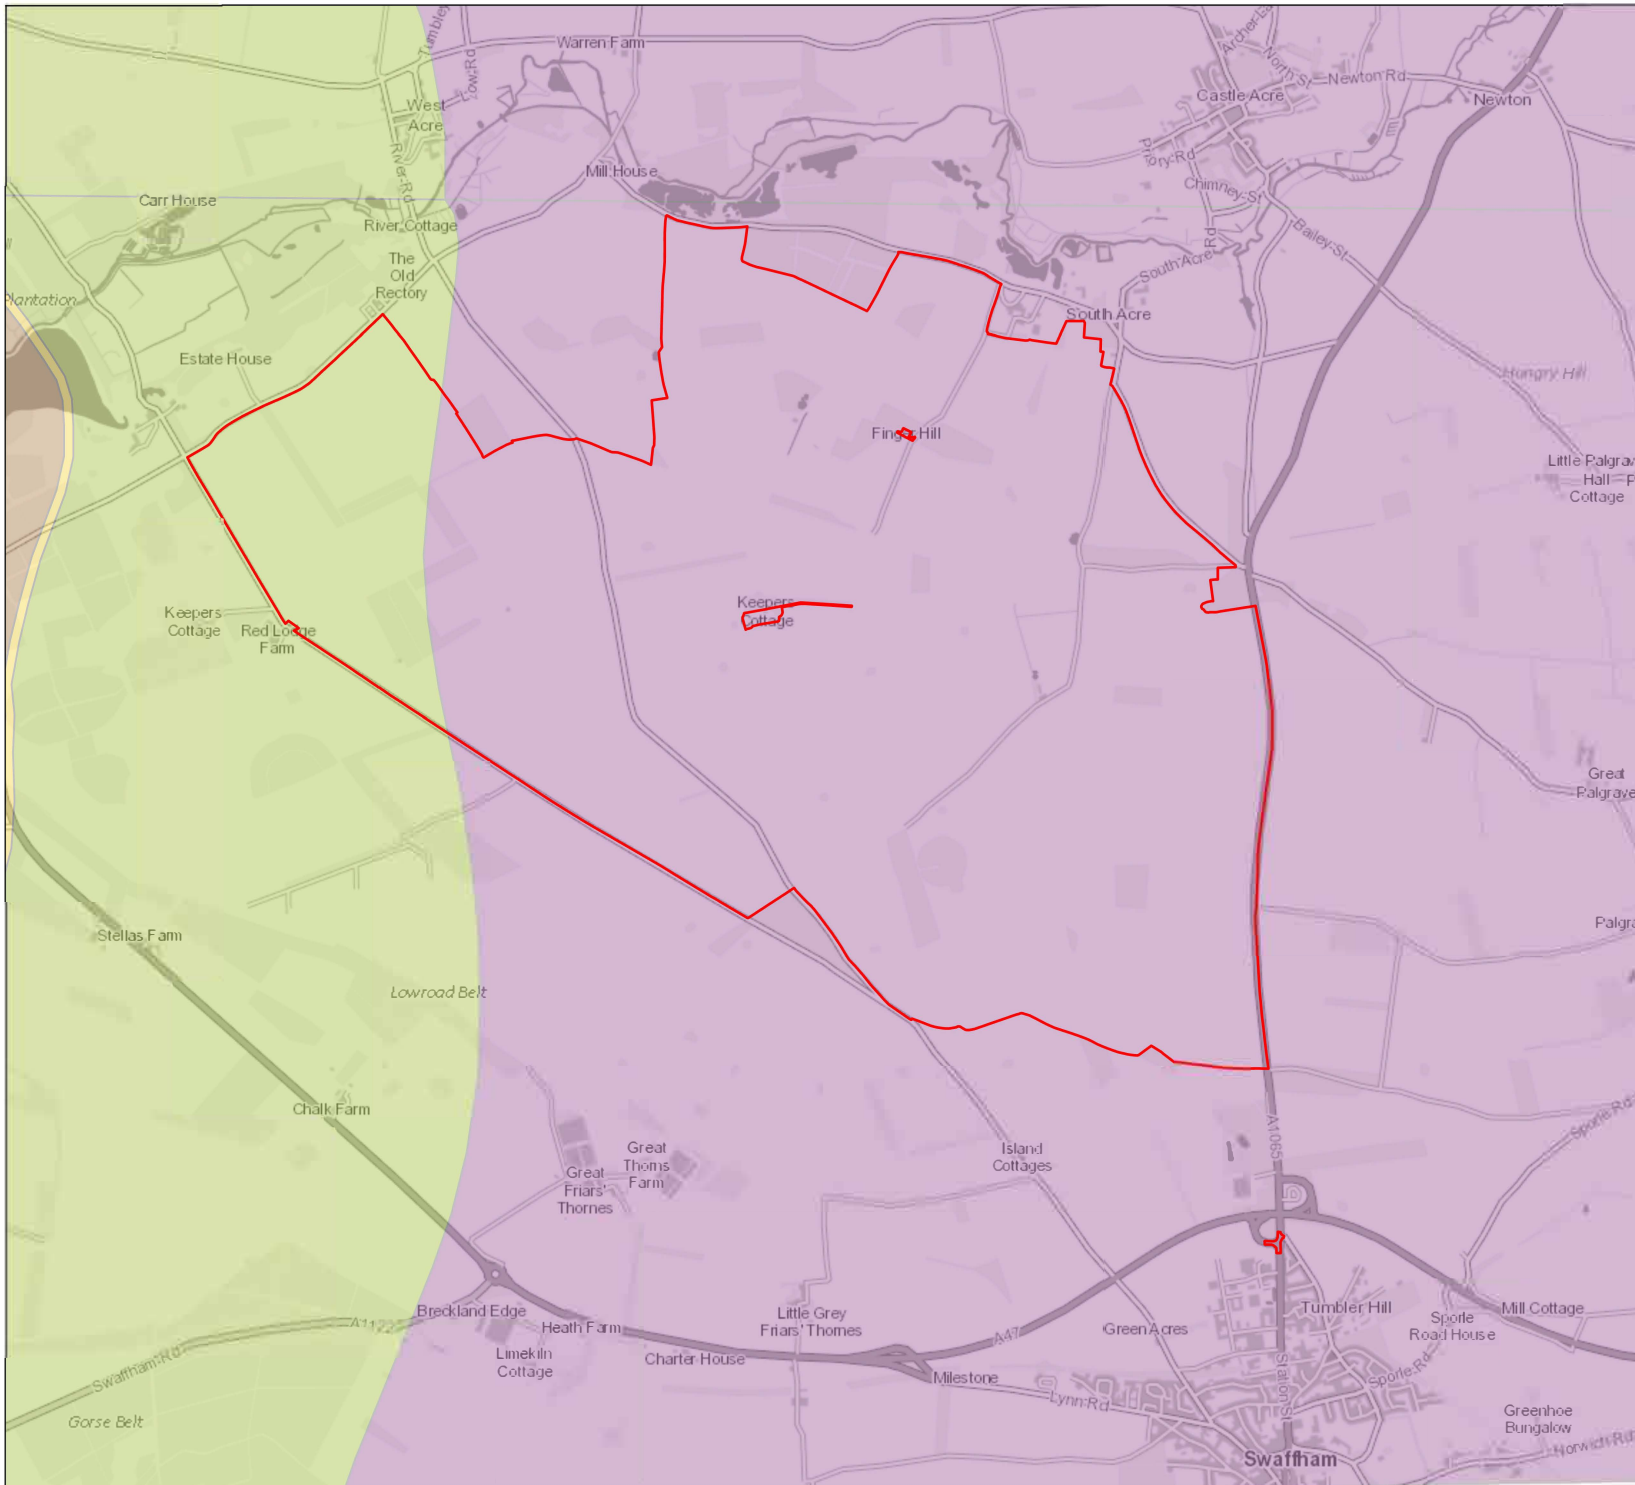 Tumbley
Low Rd
Warren Farm
North St
Newton Rd
Castle Acre
Newton
West
Acre
River Rd
Mill House
Priory Rd
Chimney St
Carr House
River Cottage
Bailey St
The
Old
Rectory
South Acre Rd
Plantation
South Acre
Estate House
Hungry Hill
Finger Hill
Little Palgrav
Hall
Cottage
Keepers
Cottage
Keepers
Cottage
Red Lodge
Farm
Great
Palgrave
Stellas Farm
Palgra
Lowroad Belt
Chalk Farm
A1065
Sporle Rd
Great
Friars'
Thornes
Great
Thorns
Farm
Island
Cottages
Breckland Edge
A1122
Heath Farm
Little Grey
Friars' Thornes
A47
Green Acres
Tumbler Hill
Sporle
Road House
Mill Cottage
Limekiln
Cottage
Charter House
Milestone
Swaffham Rd
Lynn Rd
Station St
Sporle Rd
Gorse Belt
Greenhoe
Bungalow
Swaffham
Norwich Rd